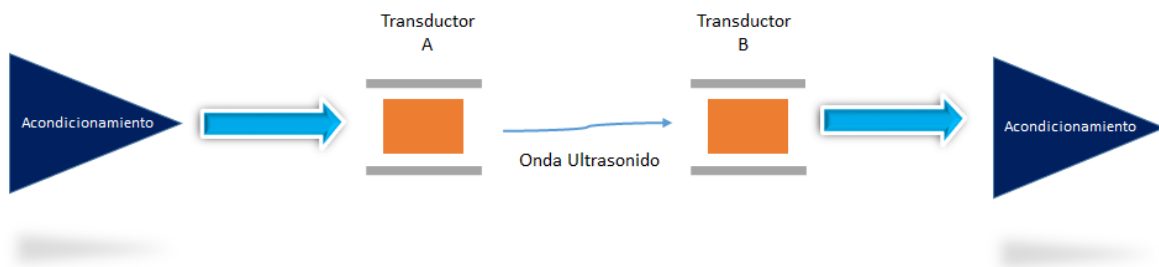 Transductor
A
Transductor
B
Acondicionamiento
Acondicionamiento
Onda Ultrasonido